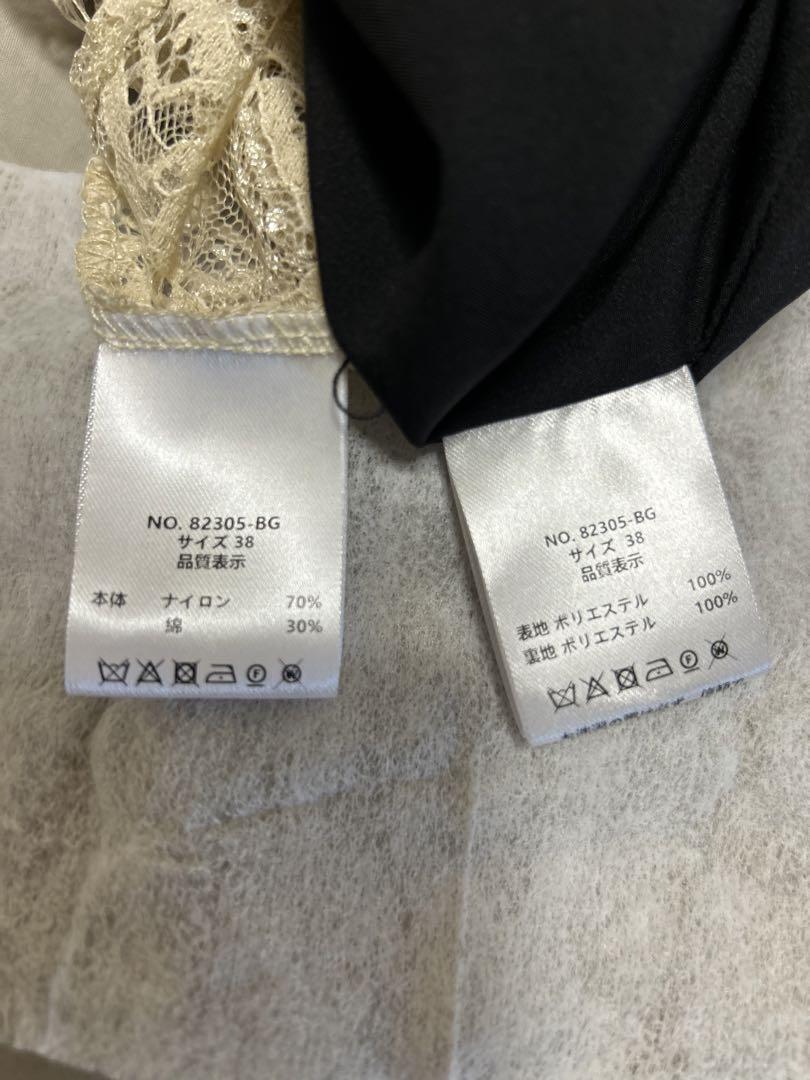 NO. 82305-BG
サイズ 38
品質表示
本体 ナイロン 70%
綿 30%
NO. 82305-BG
サイズ 38
品質表示
表地 ポリエステル 100%
裏地 ポリエステル 100%